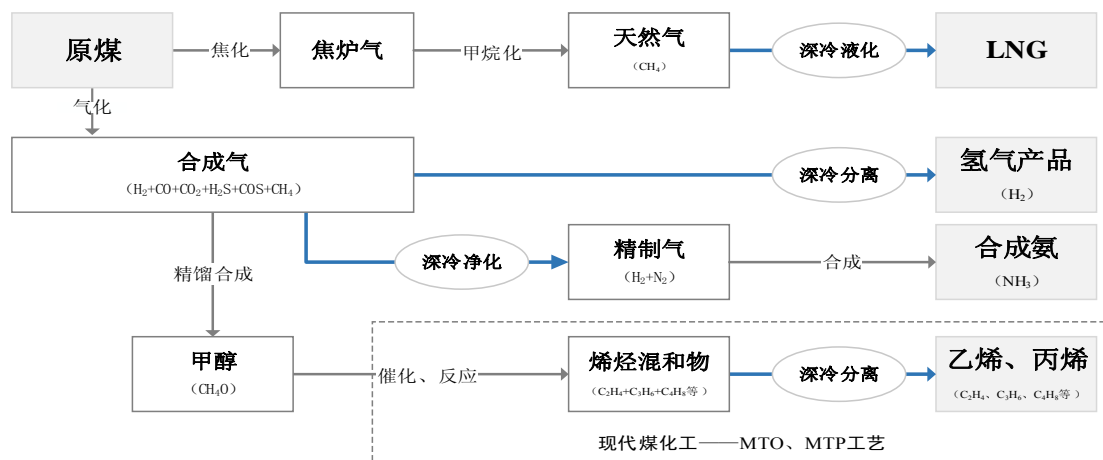 原煤
焦化
焦炉气
甲烷化
天然气
（CH₄）
深冷液化
LNG
气化
合成气
（H₂+CO+CO₂+H₂S+COS+CH₄）
深冷分离
氢气产品
（H₂）
深冷净化
精制气
（H₂+N₂）
合成
合成氨
（NH₃）
精馏合成
甲醇
（CH₄O）
催化、反应
烯烃混和物
（C₂H₄+C₃H₆+C₄H₈等 ）
深冷分离
乙烯、丙烯
（C₂H₄、C₃H₆、C₄H₈等 ）
现代煤化工——MTO、MTP工艺